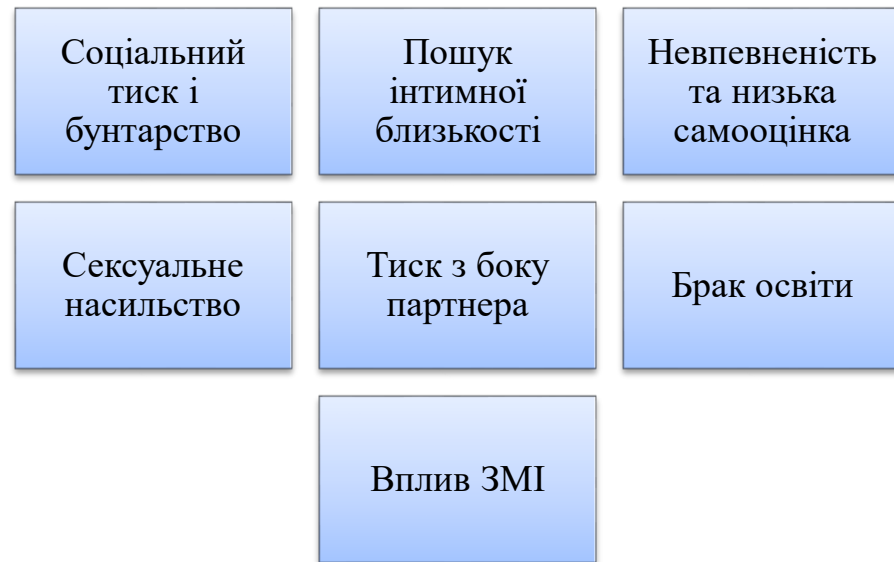 Соціальний
тиск і
бунтарство
Пошук
інтимної
близькості
Невпевненість
та низька
самооцінка
Сексуальне
насильство
Тиск з боку
партнера
Брак освіти
Вплив ЗМІ